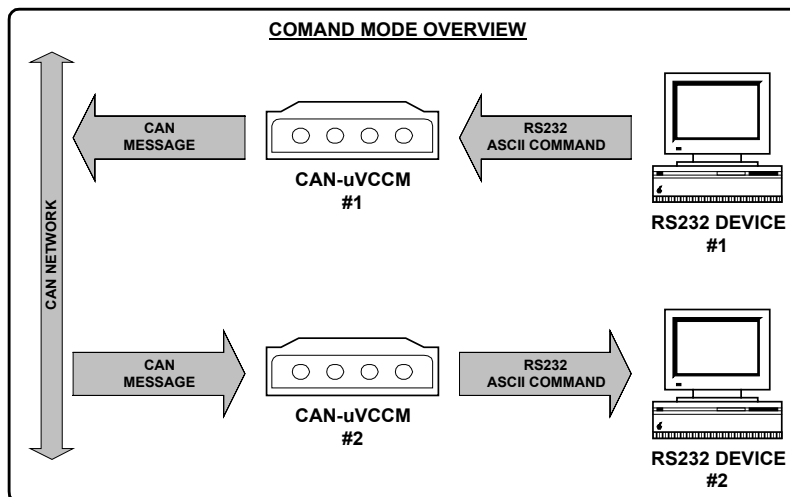 COMAND MODE OVERVIEW
CAN NETWORK
CAN
MESSAGE
RS232
ASCII COMMAND
CAN-uVCCM
#1
RS232 DEVICE
#1
CAN
MESSAGE
RS232
ASCII COMMAND
CAN-uVCCM
#2
RS232 DEVICE
#2